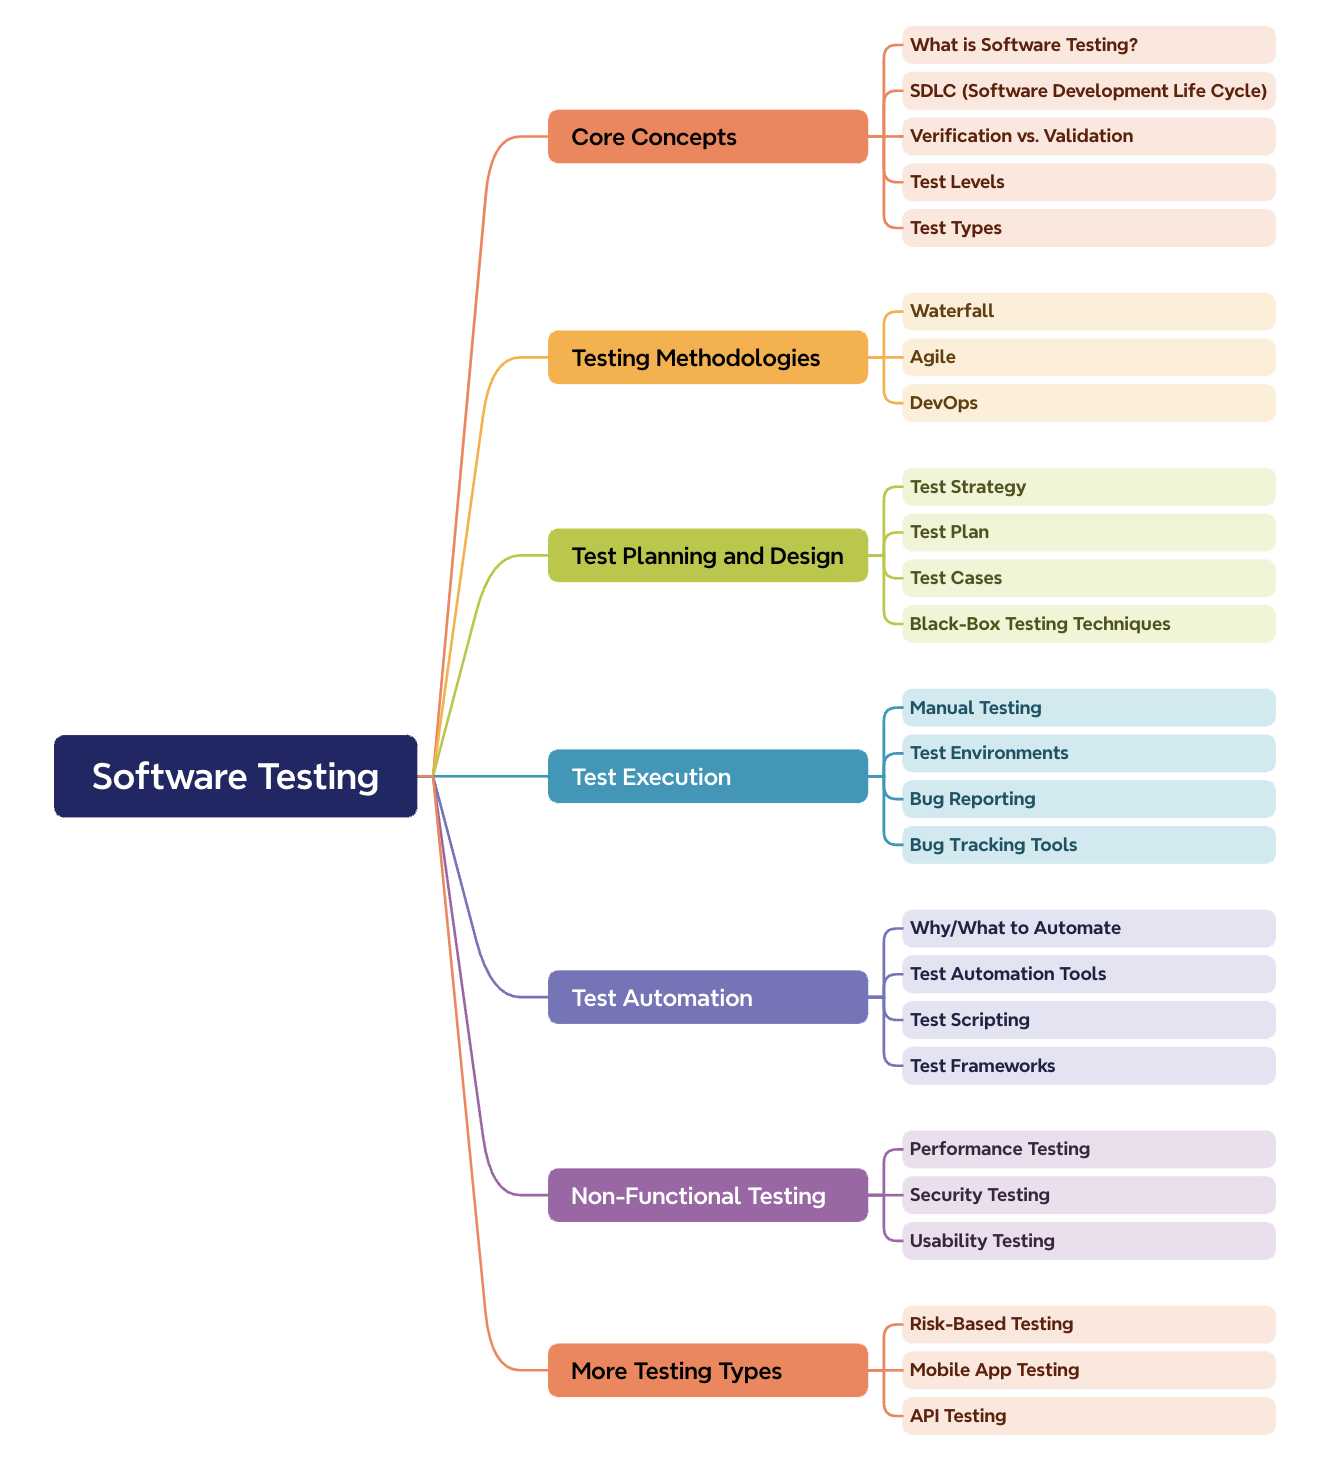 Software Testing
Core Concepts
What is Software Testing?
SDLC (Software Development Life Cycle)
Verification vs. Validation
Test Levels
Test Types
Testing Methodologies
Waterfall
Agile
DevOps
Test Planning and Design
Test Strategy
Test Plan
Test Cases
Black-Box Testing Techniques
Test Execution
Manual Testing
Test Environments
Bug Reporting
Bug Tracking Tools
Test Automation
Why/What to Automate
Test Automation Tools
Test Scripting
Test Frameworks
Non-Functional Testing
Performance Testing
Security Testing
Usability Testing
More Testing Types
Risk-Based Testing
Mobile App Testing
API Testing